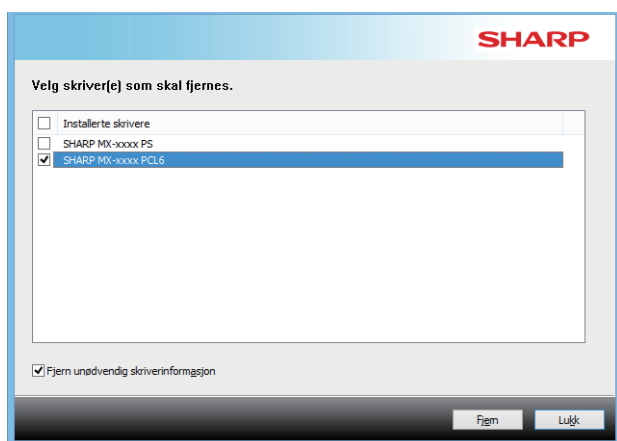 SHARP
Velg skriver(e) som skal fjernes.
Installerte skrivere
SHARP MX-xxxx PS
SHARP MX-xxxx PCL6
Fjern unødvendig skriverinformasjon
Fjern Lukk